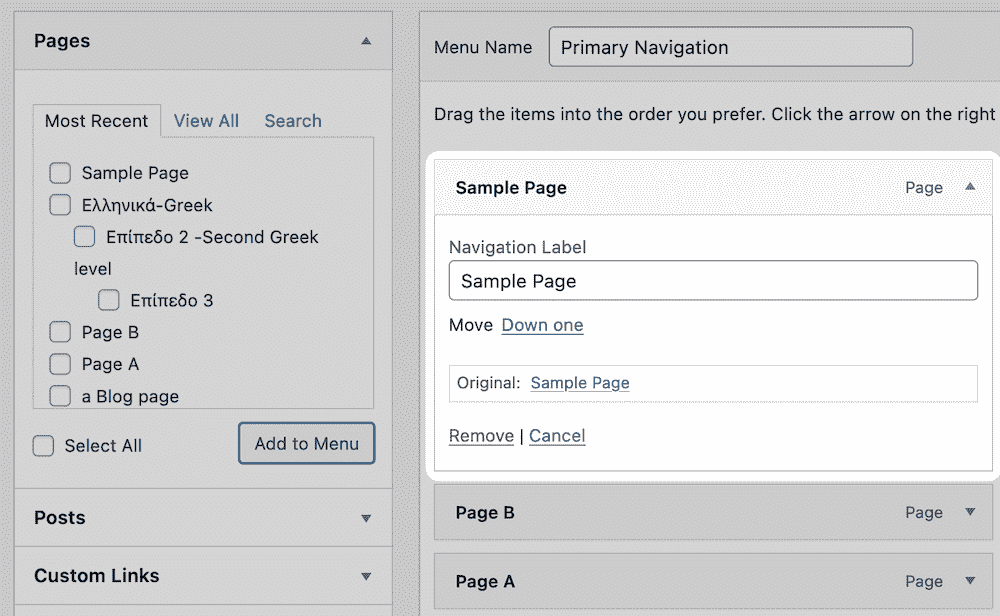 Pages
Most Recent View All Search
Sample Page
Ελληνικά-Greek
Επίπεδο 2 -Second Greek
level
Επίπεδο 3
Page B
Page A
a Blog page
Select All Add to Menu
Posts
Custom Links
Menu Name Primary Navigation
Drag the items into the order you prefer. Click the arrow on the right
Sample Page Page
Navigation Label
Sample Page
Move Down one
Original: Sample Page
Remove | Cancel
Page B Page
Page A Page